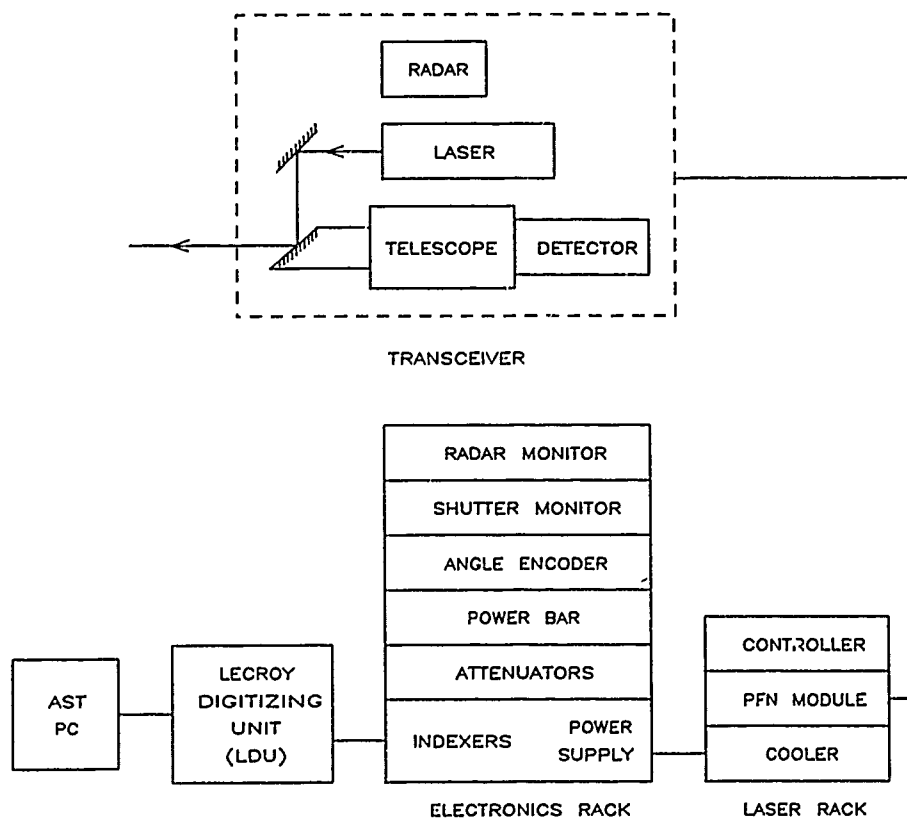 RADAR
LASER
TELESCOPE
DETECTOR
TRANSCEIVER
RADAR MONITOR
SHUTTER MONITOR
ANGLE ENCODER
POWER BAR
ATTENUATORS
INDEXERS
POWER
SUPPLY
ELECTRONICS RACK
AST
PC
LECROY
DIGITIZING
UNIT
(LDU)
CONTROLLER
PFN MODULE
COOLER
LASER RACK